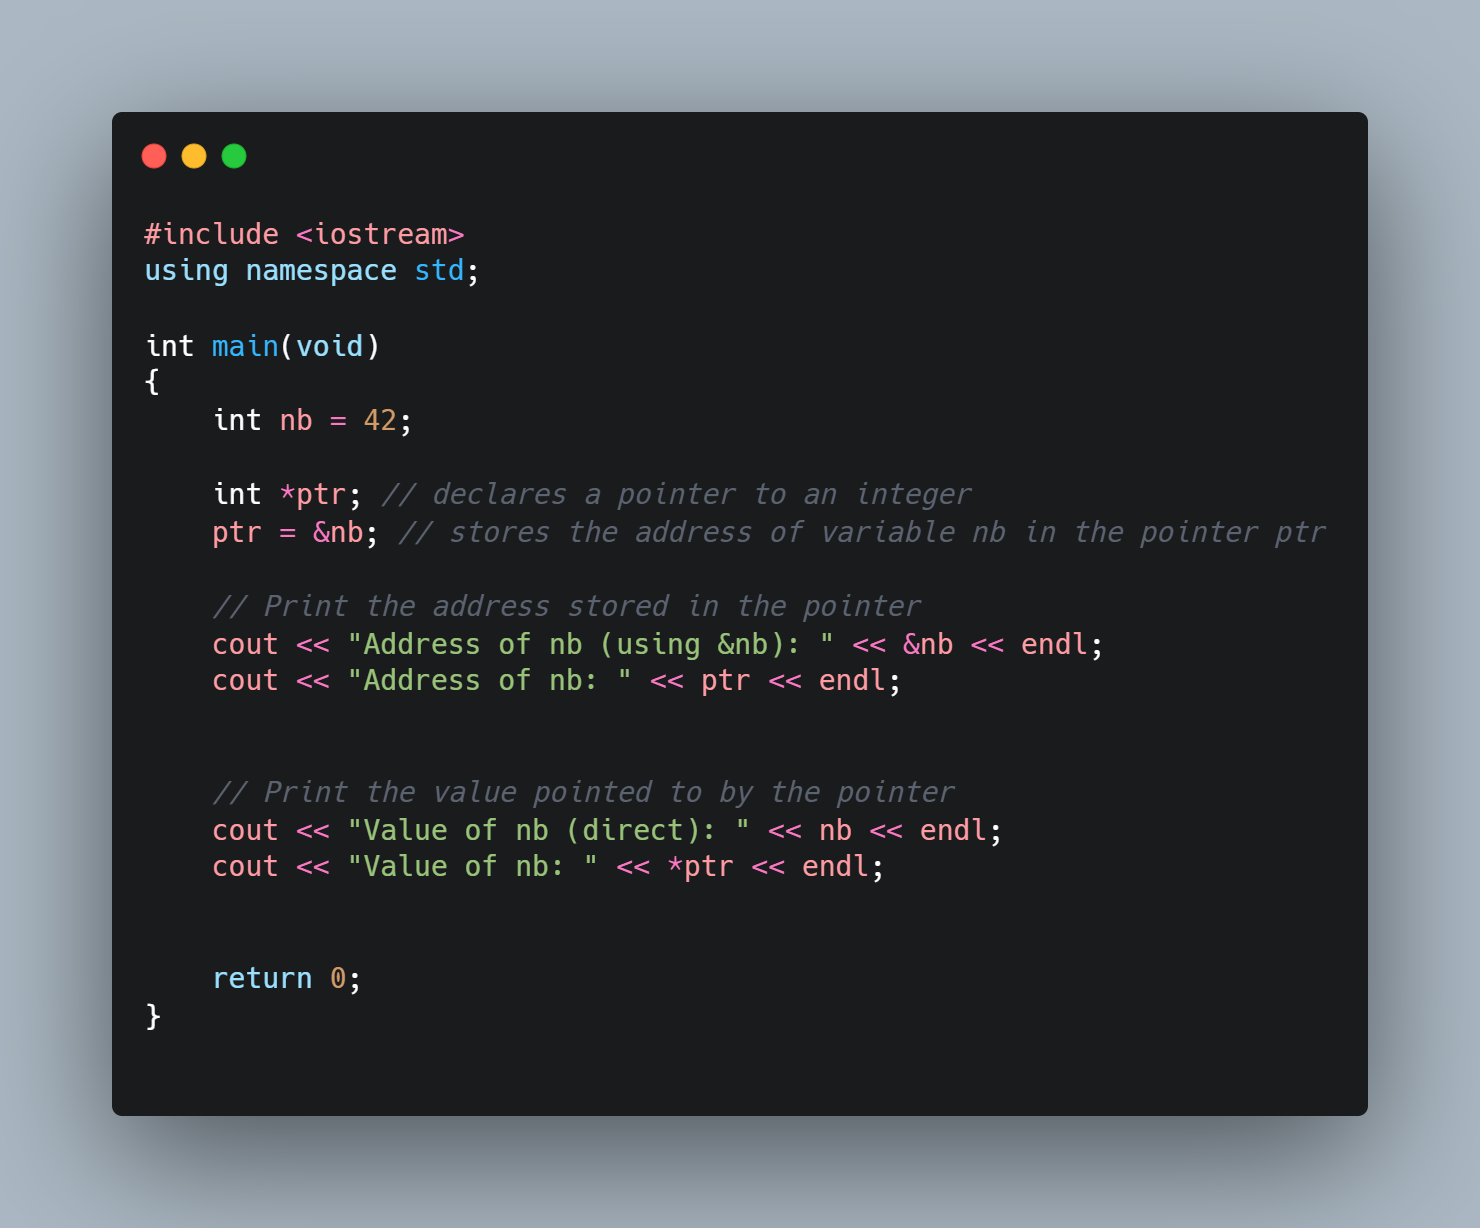 #include <iostream>
using namespace std;
int main(void)
{
    int nb = 42;
    int *ptr; // declares a pointer to an integer
    ptr = &nb; // stores the address of variable nb in the pointer ptr
    // Print the address stored in the pointer
    cout << "Address of nb (using &nb): " << &nb << endl;
    cout << "Address of nb: " << ptr << endl;
    // Print the value pointed to by the pointer
    cout << "Value of nb (direct): " << nb << endl;
    cout << "Value of nb: " << *ptr << endl;
    return 0;
}